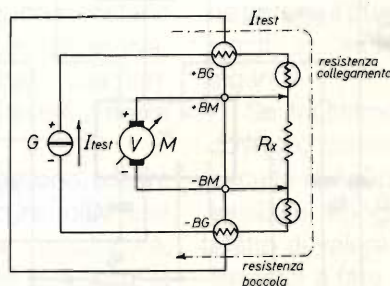 Itest
resistenza
collegamento
+BG
+BM
+
+
G
Itest
V
M
Rx
-
-
-BM
-BG
resistenza
boccola